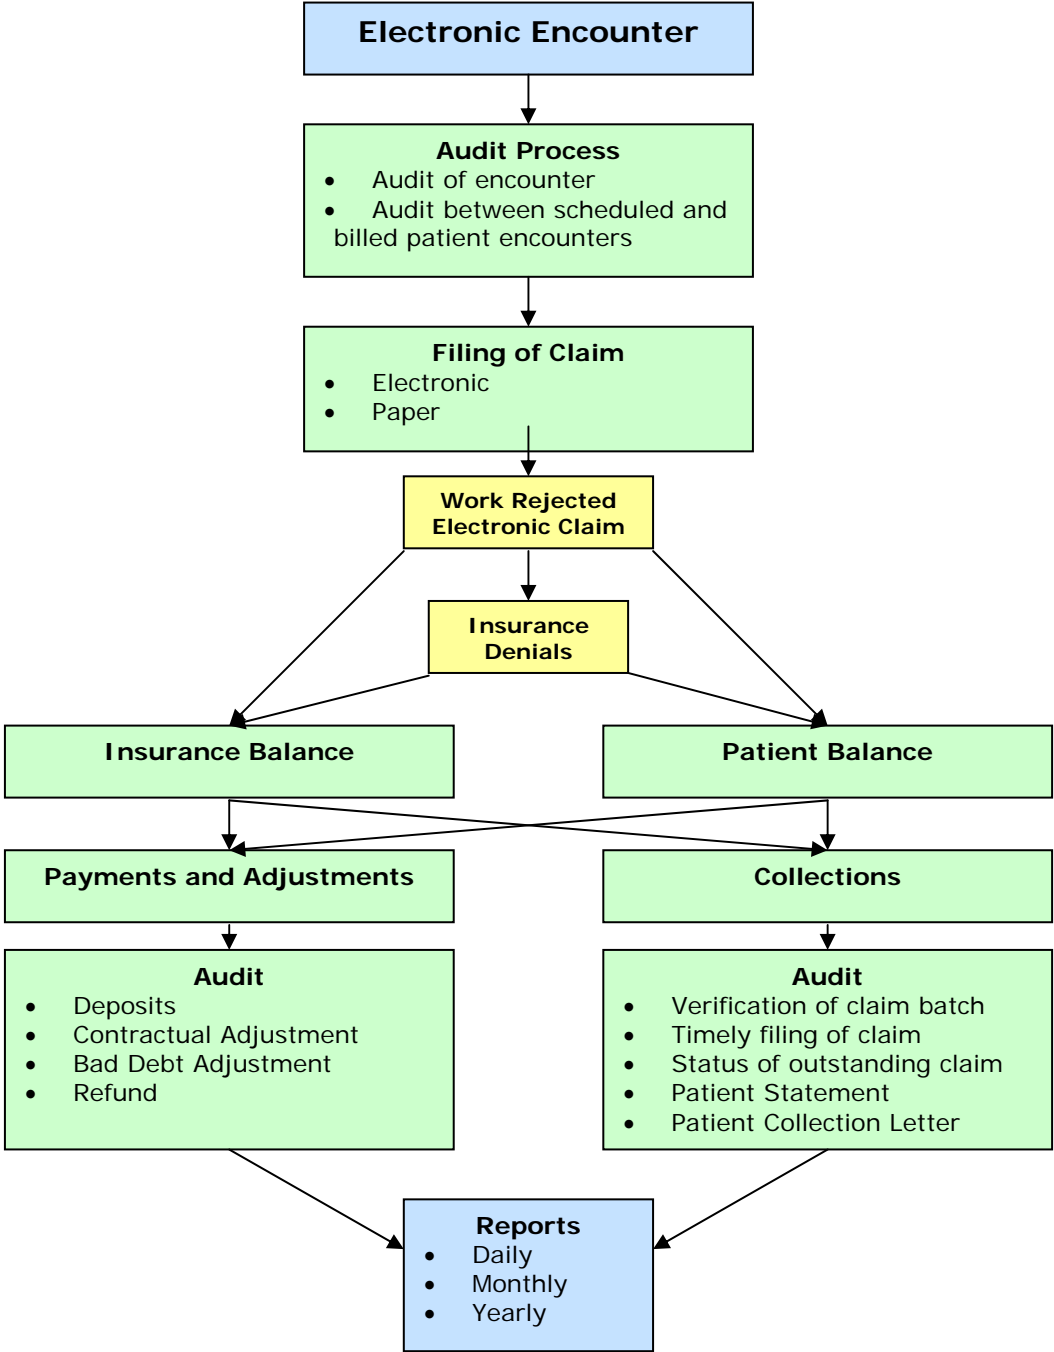 Electronic Encounter
Audit Process
• Audit of encounter
• Audit between scheduled and
billed patient encounters
Filing of Claim
• Electronic
• Paper
Work Rejected
Electronic Claim
Insurance
Denials
Insurance Balance
Patient Balance
Payments and Adjustments
Collections
Audit
• Deposits
• Contractual Adjustment
• Bad Debt Adjustment
• Refund
Audit
• Verification of claim batch
• Timely filing of claim
• Status of outstanding claim
• Patient Statement
• Patient Collection Letter
Reports
• Daily
• Monthly
• Yearly